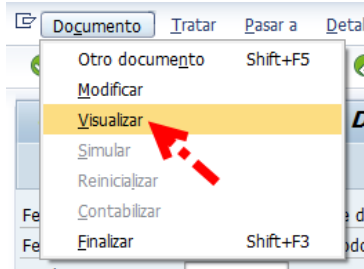 Documento Tratar Pasar a
Otro documento Shift+F5
Modificar
Visualizar
Simular
Reinicializar
Contabilizar
Finalizar Shift+F3